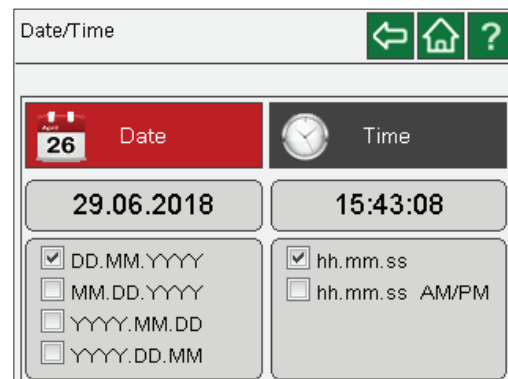 Date/Time
?
April
26
Date
Time
29.06.2018
15:43:08
DD.MM.YYYY
MM.DD.YYYY
YYYY.MM.DD
YYYY.DD.MM
hh.mm.ss
hh.mm.ss AM/PM